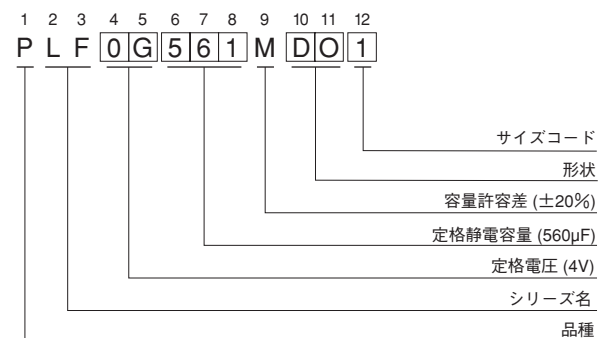 1 2 3 4 5 6 7 8 9 10 11 12
P L F 0 G 5 6 1 M D O 1
サイズコード
形状
容量許容差 (±20%)
定格静電容量 (560µF)
定格電圧 (4V)
シリーズ名
品種